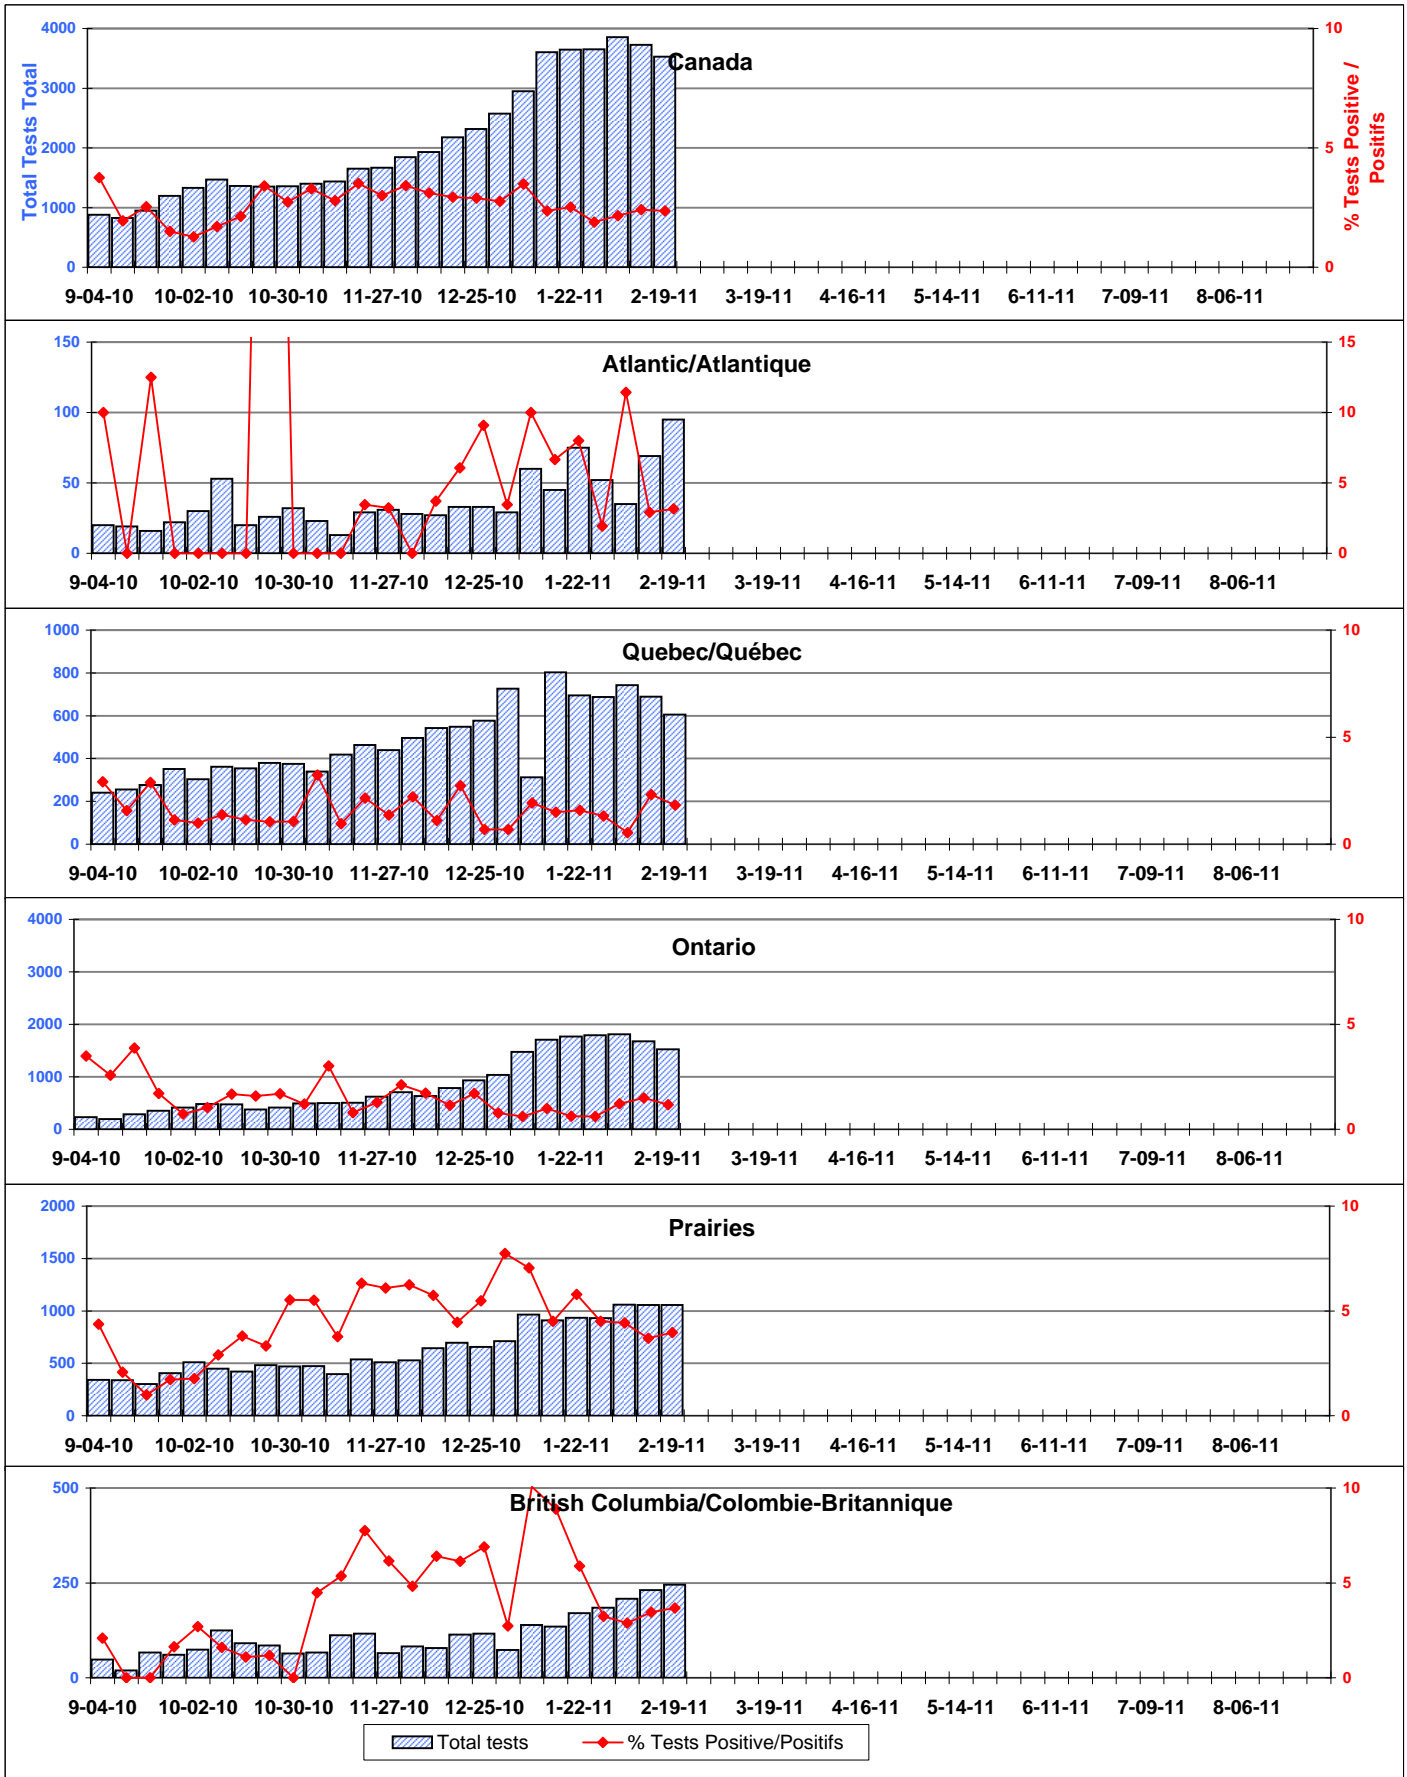 Canada
Total Tests Total
% Tests Positive /
Positifs
4000
3000
2000
1000
0
10
5
0
9-04-10 10-02-10 10-30-10 11-27-10 12-25-10 1-22-11 2-19-11 3-19-11 4-16-11 5-14-11 6-11-11 7-09-11 8-06-11
Atlantic/Atlantique
150
100
50
0
15
10
5
0
9-04-10 10-02-10 10-30-10 11-27-10 12-25-10 1-22-11 2-19-11 3-19-11 4-16-11 5-14-11 6-11-11 7-09-11 8-06-11
Quebec/Québec
1000
800
600
400
200
0
10
5
0
9-04-10 10-02-10 10-30-10 11-27-10 12-25-10 1-22-11 2-19-11 3-19-11 4-16-11 5-14-11 6-11-11 7-09-11 8-06-11
Ontario
4000
3000
2000
1000
0
10
5
0
9-04-10 10-02-10 10-30-10 11-27-10 12-25-10 1-22-11 2-19-11 3-19-11 4-16-11 5-14-11 6-11-11 7-09-11 8-06-11
Prairies
2000
1500
1000
500
0
10
5
0
9-04-10 10-02-10 10-30-10 11-27-10 12-25-10 1-22-11 2-19-11 3-19-11 4-16-11 5-14-11 6-11-11 7-09-11 8-06-11
British Columbia/Colombie-Britannique
500
250
0
10
5
0
9-04-10 10-02-10 10-30-10 11-27-10 12-25-10 1-22-11 2-19-11 3-19-11 4-16-11 5-14-11 6-11-11 7-09-11 8-06-11
Total tests % Tests Positive/Positifs